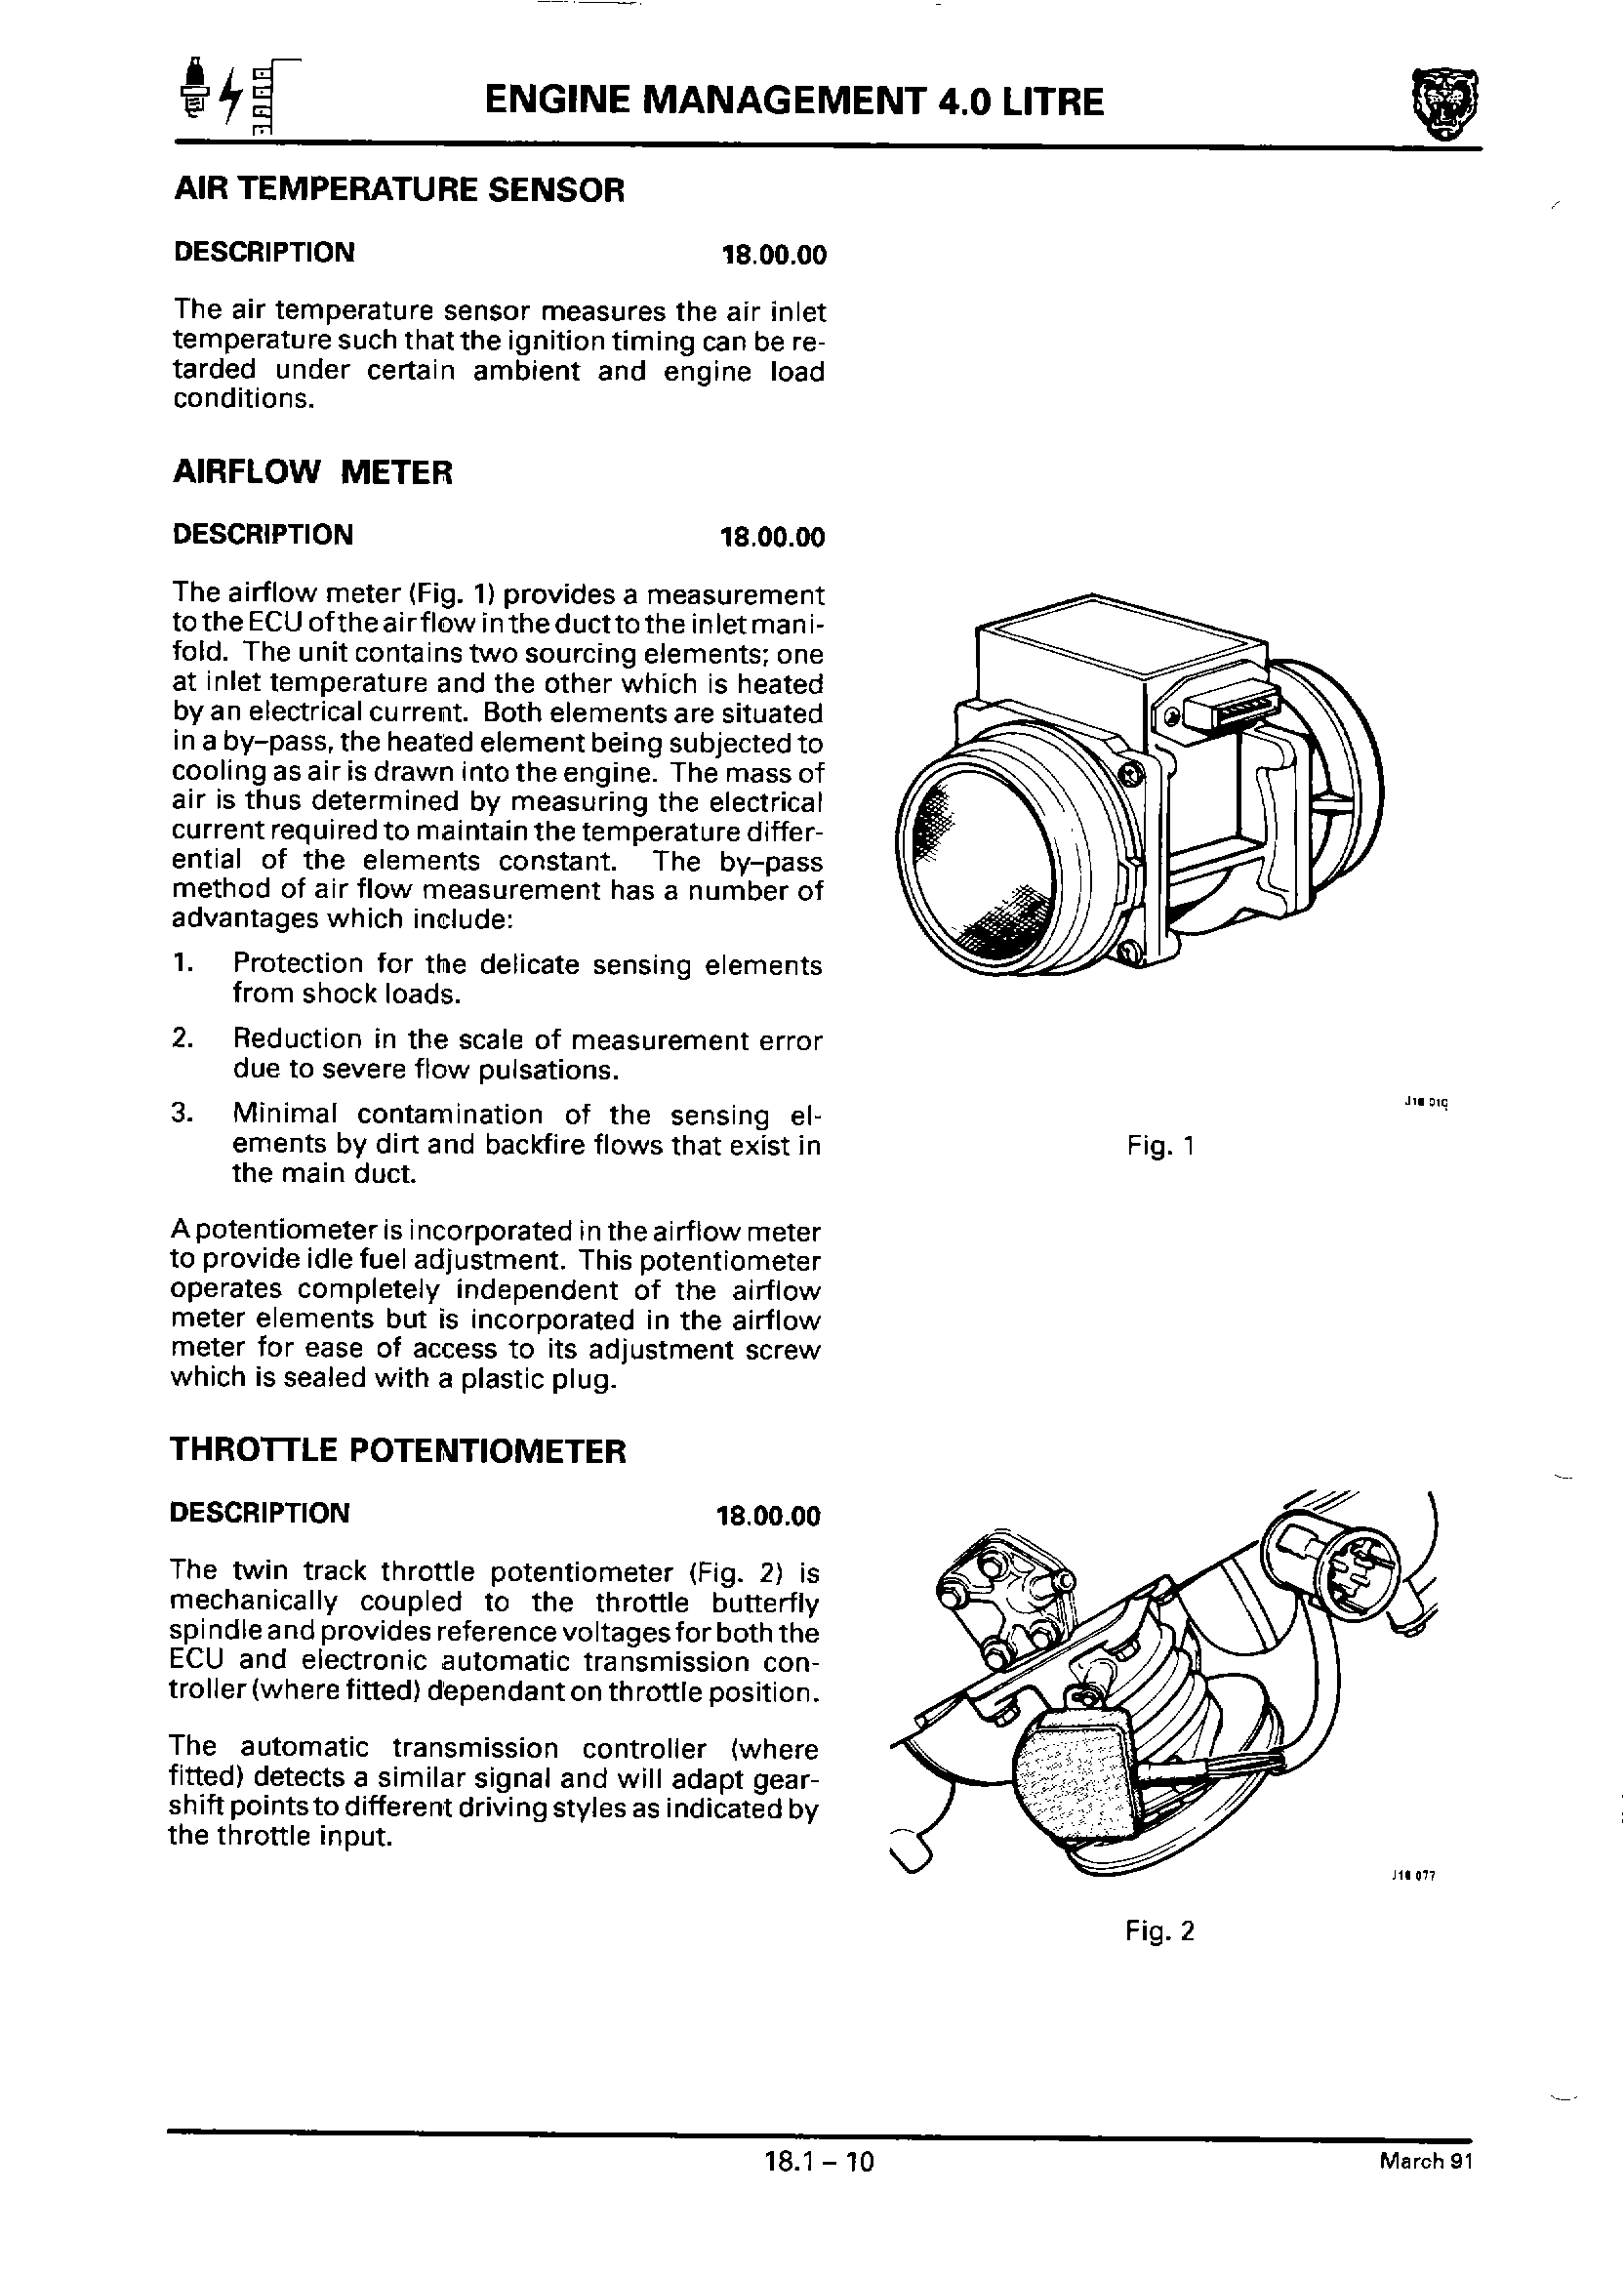 ENGINE MANAGEMENT 4.0 LITRE
AIR TEMPERATURE SENSOR
DESCRIPTION 18.00.00
The air temperature sensor measures the air inlet
temperature such that the ignition timing can be re-
tarded under certain ambient and engine load
conditions.
AIRFLOW METER
DESCRIPTION 18.00.00
The airflow meter (Fig. 1) provides a measurement
to the ECU of the air flow in the duct to the inlet mani-
fold. The unit contains two sourcing elements; one
at inlet temperature and the other which is heated
by an electrical current. Both elements are situated
in a by-pass, the heated element being subjected to
cooling as air is drawn into the engine. The mass of
air is thus determined by measuring the electrical
current required to maintain the temperature differ-
ential of the elements constant. The by-pass
method of air flow measurement has a number of
advantages which include:
1. Protection for the delicate sensing elements
from shock loads.
2. Reduction in the scale of measurement error
due to severe flow pulsations.
3. Minimal contamination of the sensing el-
ements by dirt and backfire flows that exist in
the main duct.
A potentiometer is incorporated in the airflow meter
to provide idle fuel adjustment. This potentiometer
operates completely independent of the airflow
meter elements but is incorporated in the airflow
meter for ease of access to its adjustment screw
which is sealed with a plastic plug.
Fig. 1
THROTTLE POTENTIOMETER
DESCRIPTION 18.00.00
The twin track throttle potentiometer (Fig. 2) is
mechanically coupled to the throttle butterfly
spindle and provides reference voltages for both the
ECU and electronic automatic transmission con-
troller (where fitted) dependant on throttle position.
The automatic transmission controller (where
fitted) detects a similar signal and will adapt gear-
shift points to different driving styles as indicated by
the throttle input.
J18 077
Fig. 2
18.1 – 10
March 91